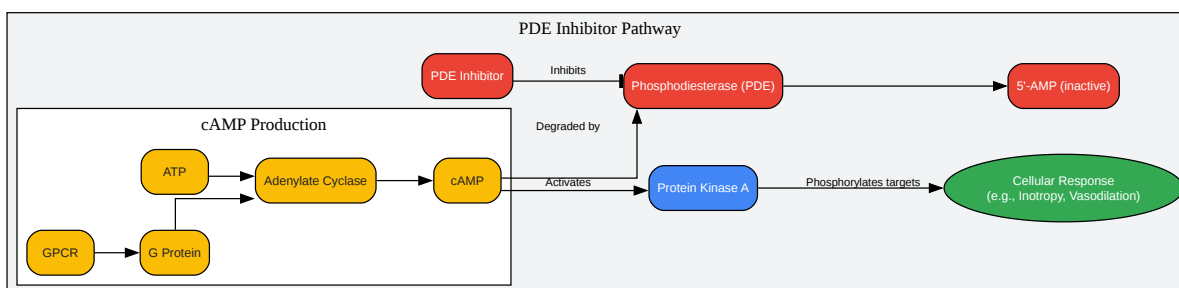 PDE Inhibitor Pathway
PDE Inhibitor
Inhibits
Phosphodiesterase (PDE)
5'-AMP (inactive)
cAMP Production
Degraded by
ATP
Adenylate Cyclase
cAMP
Activates
Protein Kinase A
Phosphorylates targets
Cellular Response
(e.g., Inotropy, Vasodilation)
GPCR
G Protein